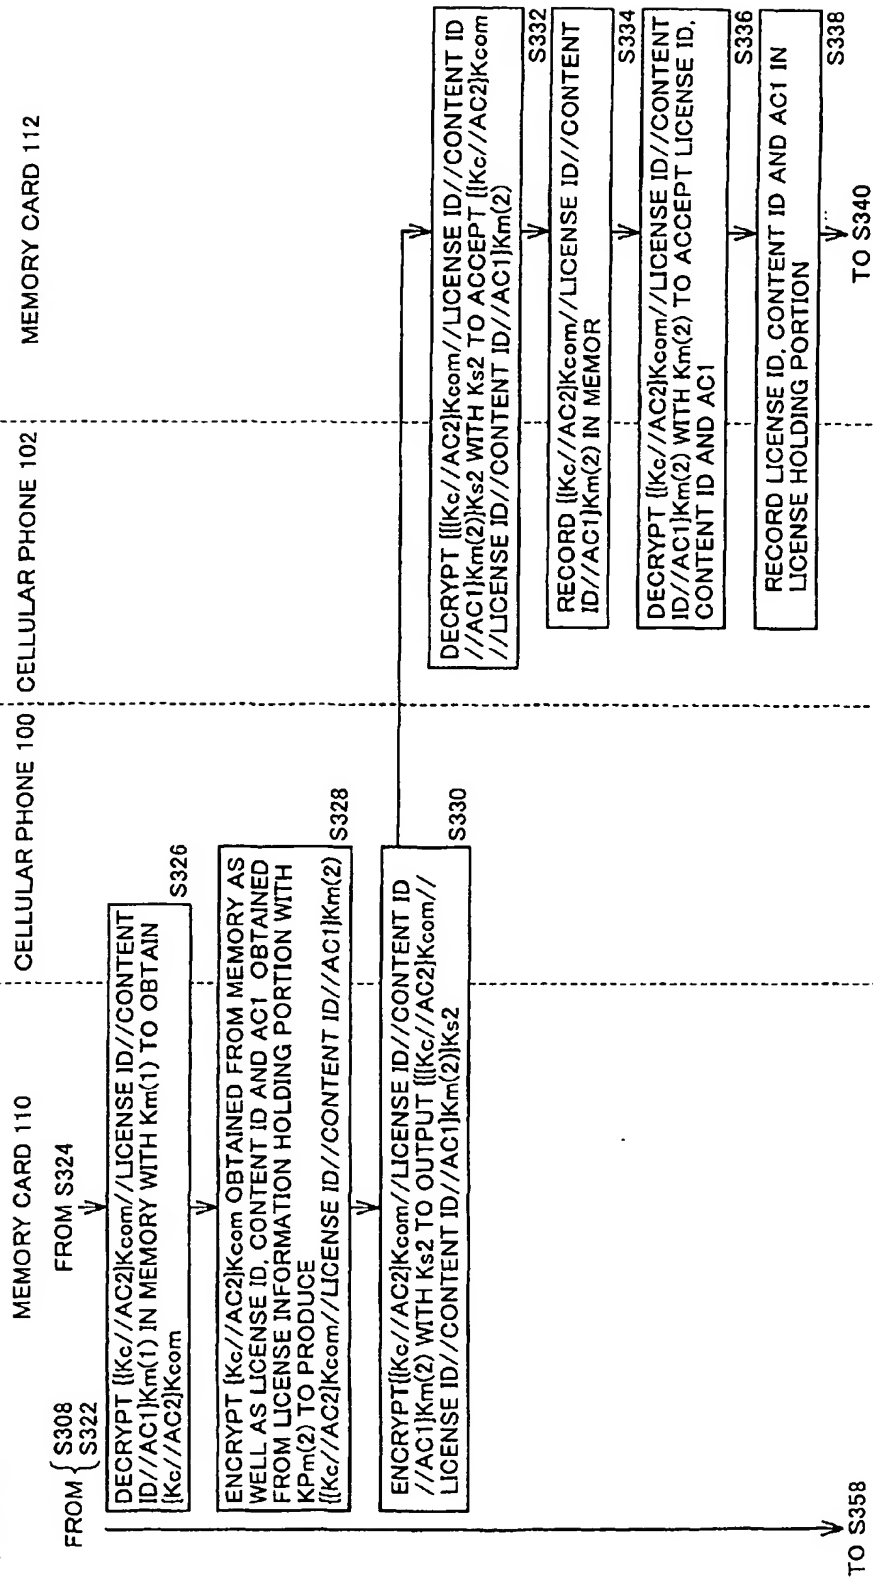 MEMORY CARD 110
CELLULAR PHONE 100
CELLULAR PHONE 102
MEMORY CARD 112
FROM { S308
S322
FROM S324
DECRYPT {{Kc//AC2}Kcom//LICENSE ID//CONTENT
ID//AC1}Km(1) IN MEMORY WITH Km(1) TO OBTAIN
{Kc//AC2}Kcom
S326
ENCRYPT {Kc//AC2}Kcom OBTAINED FROM MEMORY AS
WELL AS LICENSE ID, CONTENT ID AND AC1 OBTAINED
FROM LICENSE INFORMATION HOLDING PORTION WITH
KPm(2) TO PRODUCE
{{Kc//AC2}Kcom//LICENSE ID//CONTENT ID//AC1}Km(2)
S328
ENCRYPT{{Kc//AC2}Kcom//LICENSE ID//CONTENT ID
//AC1}Km(2) WITH Ks2 TO OUTPUT {{{Kc//AC2}Kcom//
LICENSE ID//CONTENT ID//AC1}Km(2)}Ks2
S330
DECRYPT {{{Kc//AC2}Kcom//LICENSE ID//CONTENT ID
//AC1}Km(2)}Ks2 WITH Ks2 TO ACCEPT {{Kc//AC2}Kcom
//LICENSE ID//CONTENT ID//AC1}Km(2)
S332
RECORD {{Kc//AC2}Kcom//LICENSE ID//CONTENT
ID//AC1}Km(2) IN MEMOR
S334
DECRYPT {{Kc//AC2}Kcom//LICENSE ID//CONTENT
ID//AC1}Km(2) WITH Km(2) TO ACCEPT LICENSE ID,
CONTENT ID AND AC1
S336
RECORD LICENSE ID, CONTENT ID AND AC1 IN
LICENSE HOLDING PORTION
S338
TO S340
TO S358